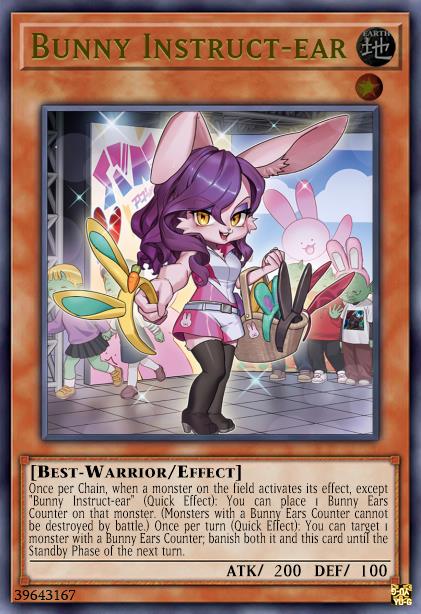 BUNNY INSTRUCT-EAR
EARTH
地
[BEST-WARRIOR/EFFECT]
Once per Chain, when a monster on the field activates its effect, except
"Bunny Instruct-ear" (Quick Effect): You can place 1 Bunny Ears
Counter on that monster. (Monsters with a Bunny Ears Counter cannot
be destroyed by battle.) Once per turn (Quick Effect): You can target 1
monster with a Bunny Ears Counter; banish both it and this card until the
Standby Phase of the next turn.
ATK/ 200 DEF/ 100
39643167